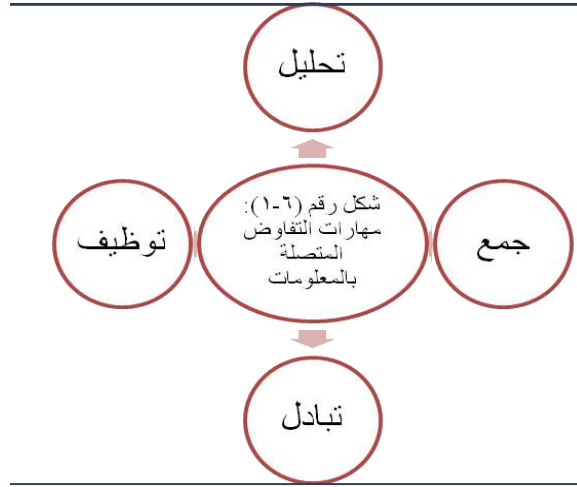 تحليل
جمع
شكل رقم (٦-١):
مهارات التفاوض
المتصلة
بالمعلومات
توظيف
تبادل